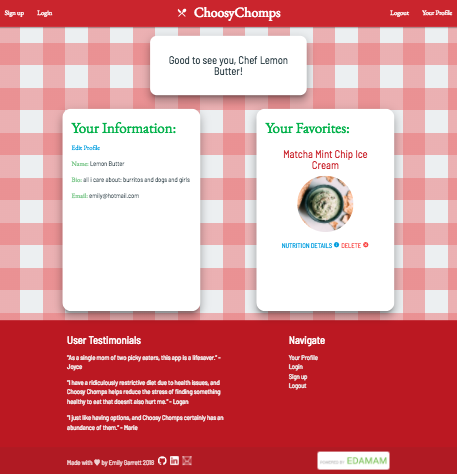 Sign up Login ChoosyChomps Logout Your Profile
Good to see you, Chef Lemon
Butter!
Your Information:
Edit Profile
Name: Lemon Butter
Bio: all i care about: burritos and dogs and girls
Email: emily@hotmail.com
Your Favorites:
Matcha Mint Chip Ice
Cream
NUTRITION DETAILS DELETE
User Testimonials
"As a single mom of two picky eaters, this app is a lifesaver." -
Joyce
"I have a ridiculously restrictive diet due to health issues, and
Choosy Chomps helps reduce the stress of finding something
healthy to eat that doesn't also hurt me." - Logan
"I just like having options, and Choosy Chomps certainly has an
abundance of them." - Merle
Navigate
Your Profile
Login
Sign up
Logout
Made with by Emily Garrett 2018
POWERED BY EDAMAM